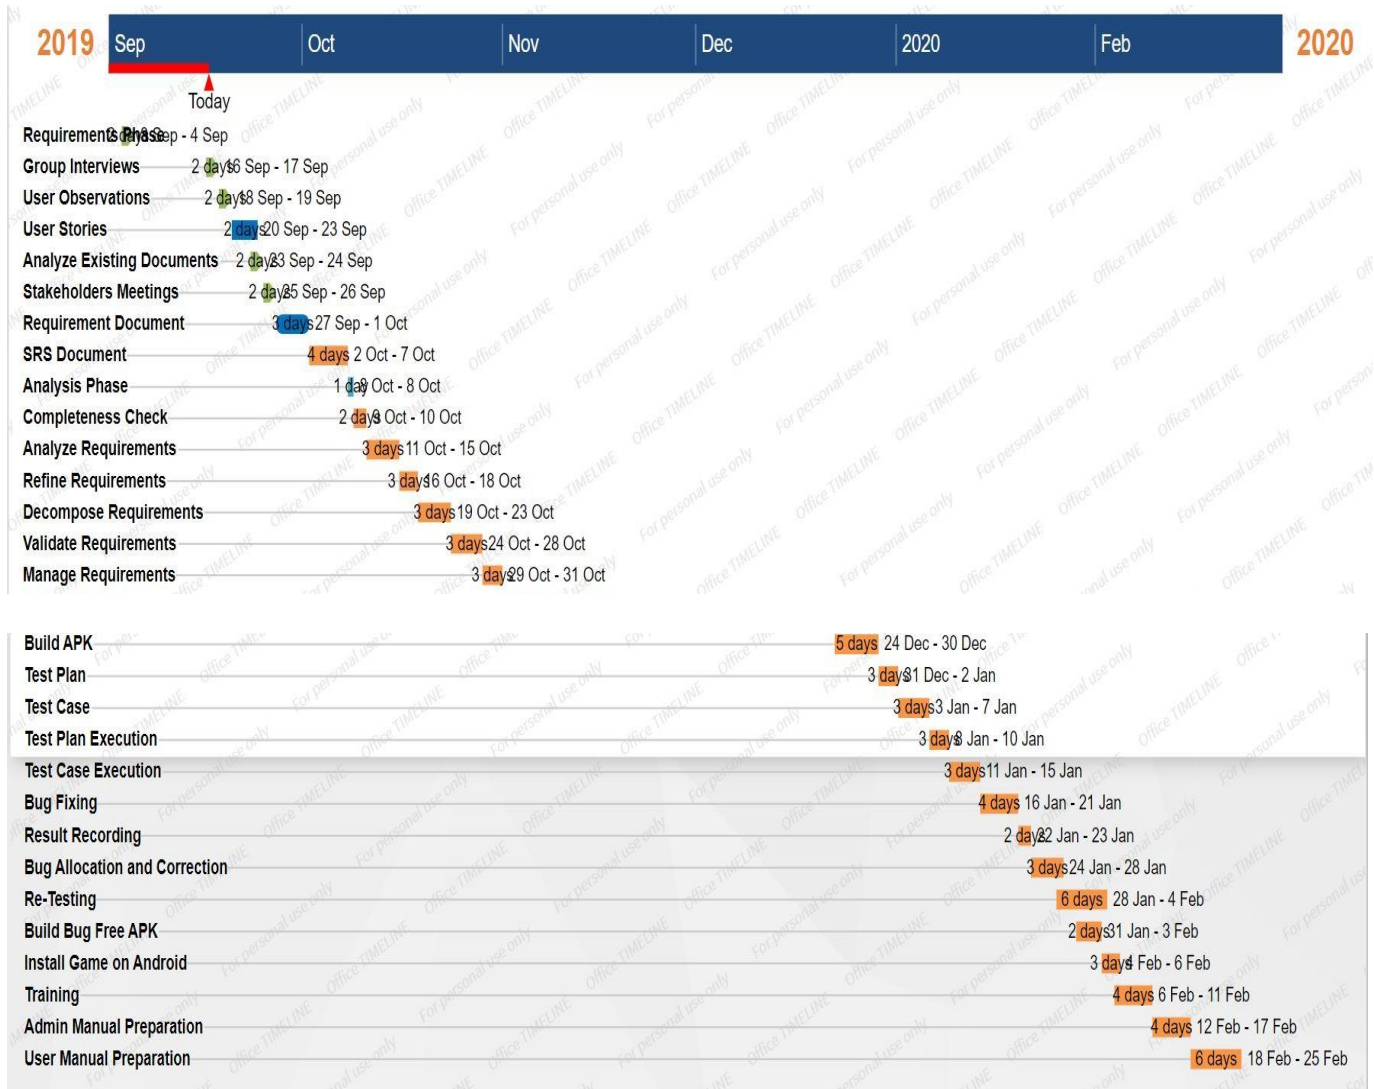 2019 Sep Oct Nov Dec 2020 Feb 2020
Today
Requirements Phase 2 days 3 Sep - 4 Sep
Group Interviews 2 days 16 Sep - 17 Sep
User Observations 2 days 18 Sep - 19 Sep
User Stories 2 days 20 Sep - 23 Sep
Analyze Existing Documents 2 days 23 Sep - 24 Sep
Stakeholders Meetings 2 days 25 Sep - 26 Sep
Requirement Document 3 days 27 Sep - 1 Oct
SRS Document 4 days 2 Oct - 7 Oct
Analysis Phase 1 day 8 Oct - 8 Oct
Completeness Check 2 days 9 Oct - 10 Oct
Analyze Requirements 3 days 11 Oct - 15 Oct
Refine Requirements 3 days 16 Oct - 18 Oct
Decompose Requirements 3 days 19 Oct - 23 Oct
Validate Requirements 3 days 24 Oct - 28 Oct
Manage Requirements 3 days 29 Oct - 31 Oct
Build APK 5 days 24 Dec - 30 Dec
Test Plan 3 days 31 Dec - 2 Jan
Test Case 3 days 3 Jan - 7 Jan
Test Plan Execution 3 days 8 Jan - 10 Jan
Test Case Execution 3 days 11 Jan - 15 Jan
Bug Fixing 4 days 16 Jan - 21 Jan
Result Recording 2 days 22 Jan - 23 Jan
Bug Allocation and Correction 3 days 24 Jan - 28 Jan
Re-Testing 6 days 28 Jan - 4 Feb
Build Bug Free APK 2 days 31 Jan - 3 Feb
Install Game on Android 3 days 4 Feb - 6 Feb
Training 4 days 6 Feb - 11 Feb
Admin Manual Preparation 4 days 12 Feb - 17 Feb
User Manual Preparation 6 days 18 Feb - 25 Feb
For personal use only
Office TIMELINE